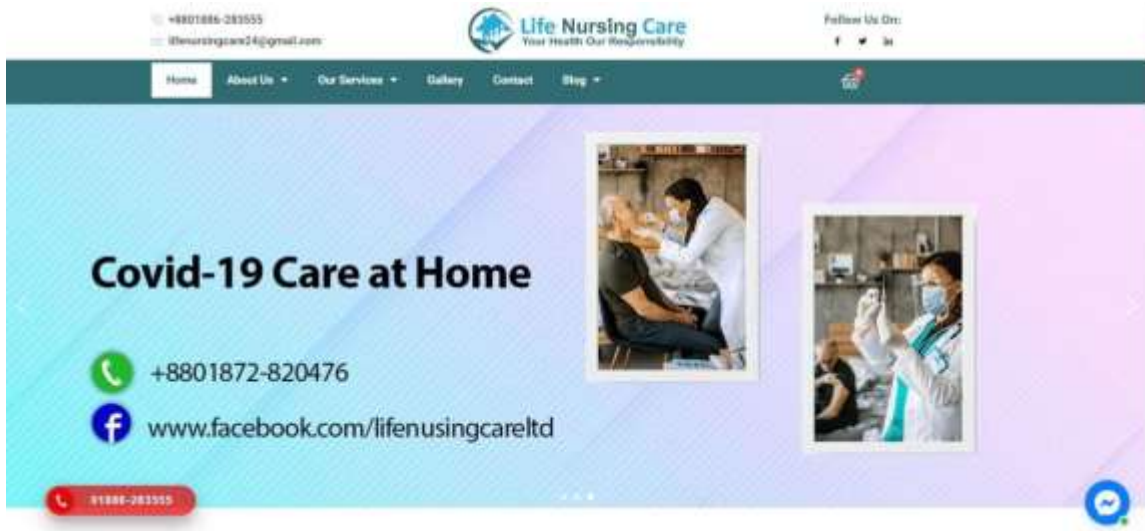 +8801886-283555
lifenursingcare24@gmail.com
Life Nursing Care
Your Health Our Responsibility
Follow Us On:
Home
About Us
Our Services
Gallery
Contact
Blog
Covid-19 Care at Home
+8801872-820476
www.facebook.com/lifenusingcareltd
01886-283555